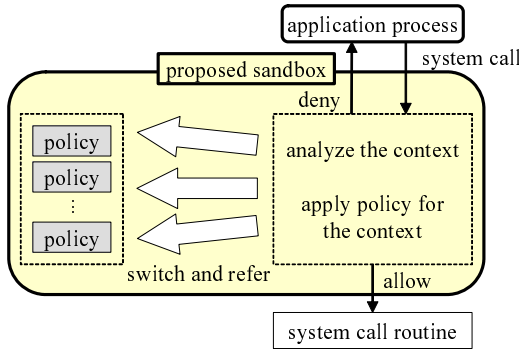 application process
system call
proposed sandbox
deny
policy
policy
⋮
policy
analyze the context
apply policy for
the context
switch and refer
allow
system call routine